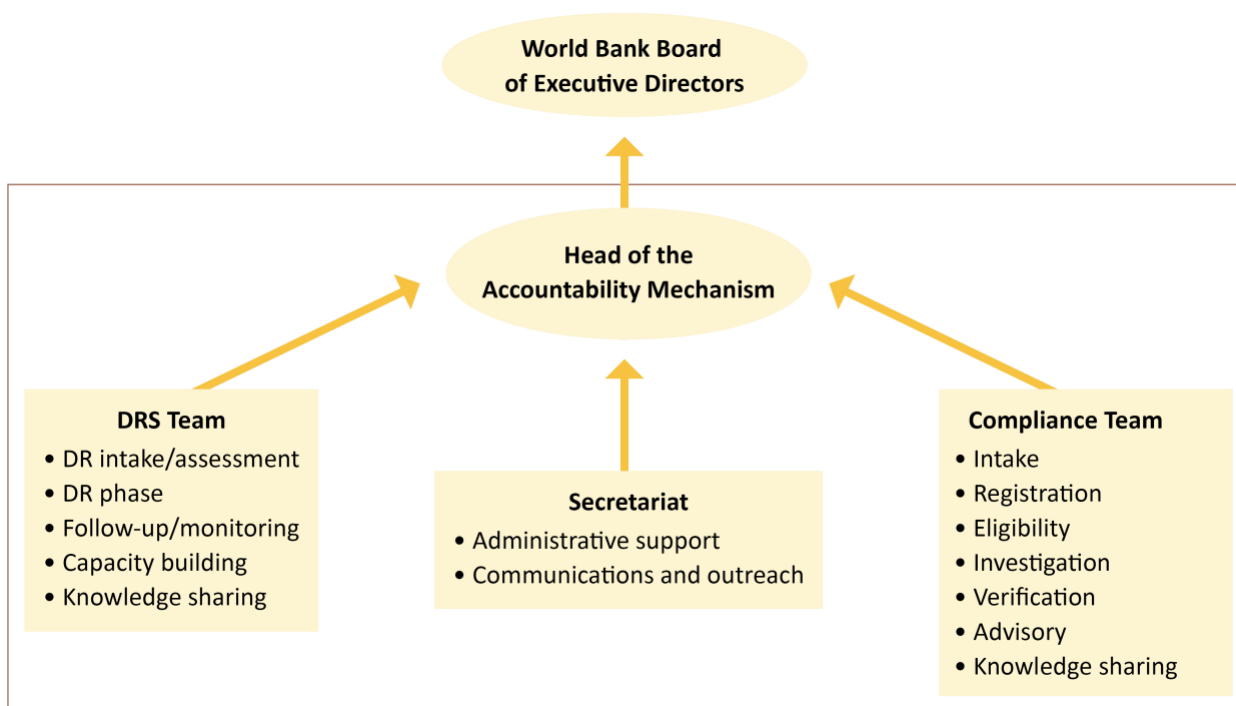 World Bank Board
of Executive Directors
Head of the
Accountability Mechanism
DRS Team
• DR intake/assessment
• DR phase
• Follow-up/monitoring
• Capacity building
• Knowledge sharing
Secretariat
• Administrative support
• Communications and outreach
Compliance Team
• Intake
• Registration
• Eligibility
• Investigation
• Verification
• Advisory
• Knowledge sharing